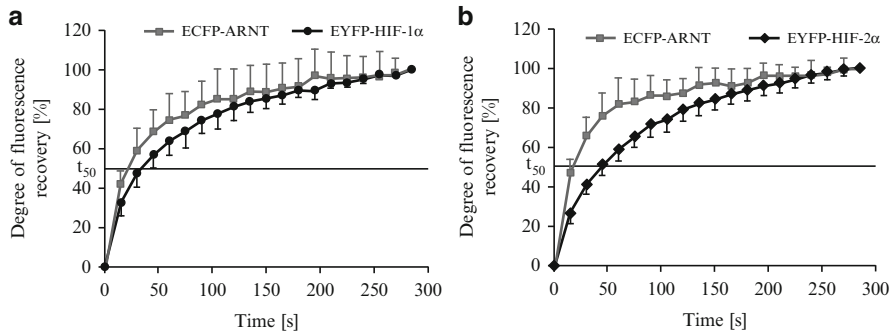 a
ECFP-ARNT
EYFP-HIF-1α
Degree of fluorescence
recovery [%]
120
100
80
60
t50
40
20
0
0
50
100
150
200
250
300
Time [s]
b
ECFP-ARNT
EYFP-HIF-2α
Degree of fluorescence
recovery [%]
120
100
80
60
t50
40
20
0
0
50
100
150
200
250
300
Time [s]